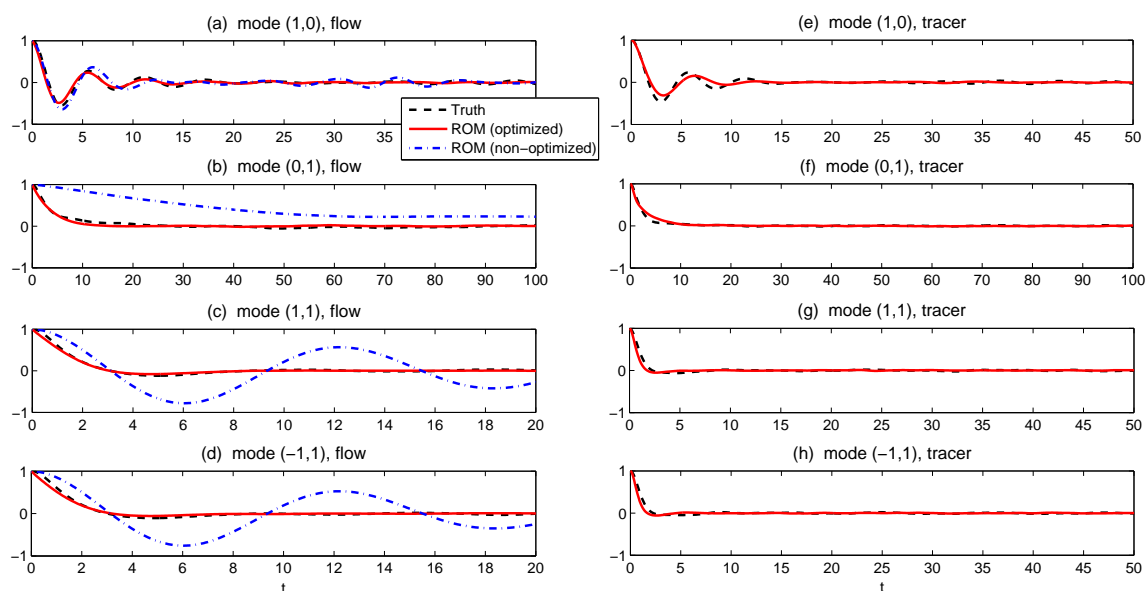 (a) mode (1,0), flow
1
0
−1
0 5 10 15 20 25 30 35
Truth
ROM (optimized)
ROM (non−optimized)
(b) mode (0,1), flow
1
0
−1
0 10 20 30 40 50 60 70 80 90 100
(c) mode (1,1), flow
1
0
−1
0 2 4 6 8 10 12 14 16 18 20
(d) mode (−1,1), flow
1
0
−1
0 2 4 6 8 10 12 14 16 18 20
t
(e) mode (1,0), tracer
1
0
−1
0 5 10 15 20 25 30 35 40 45 50
(f) mode (0,1), tracer
1
0
−1
0 10 20 30 40 50 60 70 80 90 100
(g) mode (1,1), tracer
1
0
−1
0 5 10 15 20 25 30 35 40 45 50
(h) mode (−1,1), tracer
1
0
−1
0 5 10 15 20 25 30 35 40 45 50
t